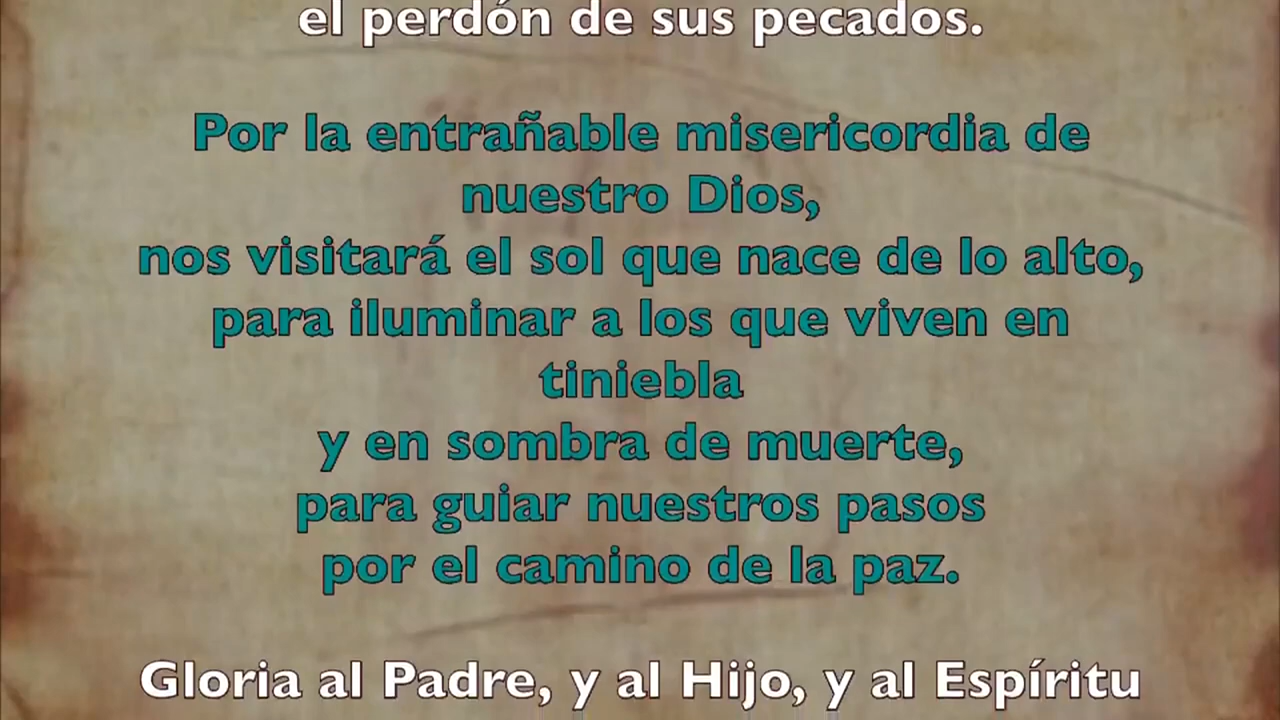 el perdón de sus pecados.
Por la entrañable misericordia de
nuestro Dios,
nos visitará el sol que nace de lo alto,
para iluminar a los que viven en
tiniebla
y en sombra de muerte,
para guiar nuestros pasos
por el camino de la paz.
Gloria al Padre, y al Hijo, y al Espíritu